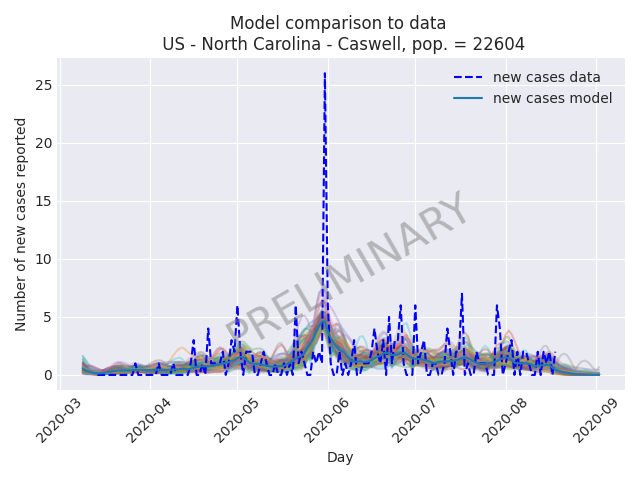 Model comparison to data
US - North Carolina - Caswell, pop. = 22604
new cases data
new cases model
Number of new cases reported
25
20
15
10
5
0
PRELIMINARY
2020-03
2020-04
2020-05
2020-06
2020-07
2020-08
2020-09
Day